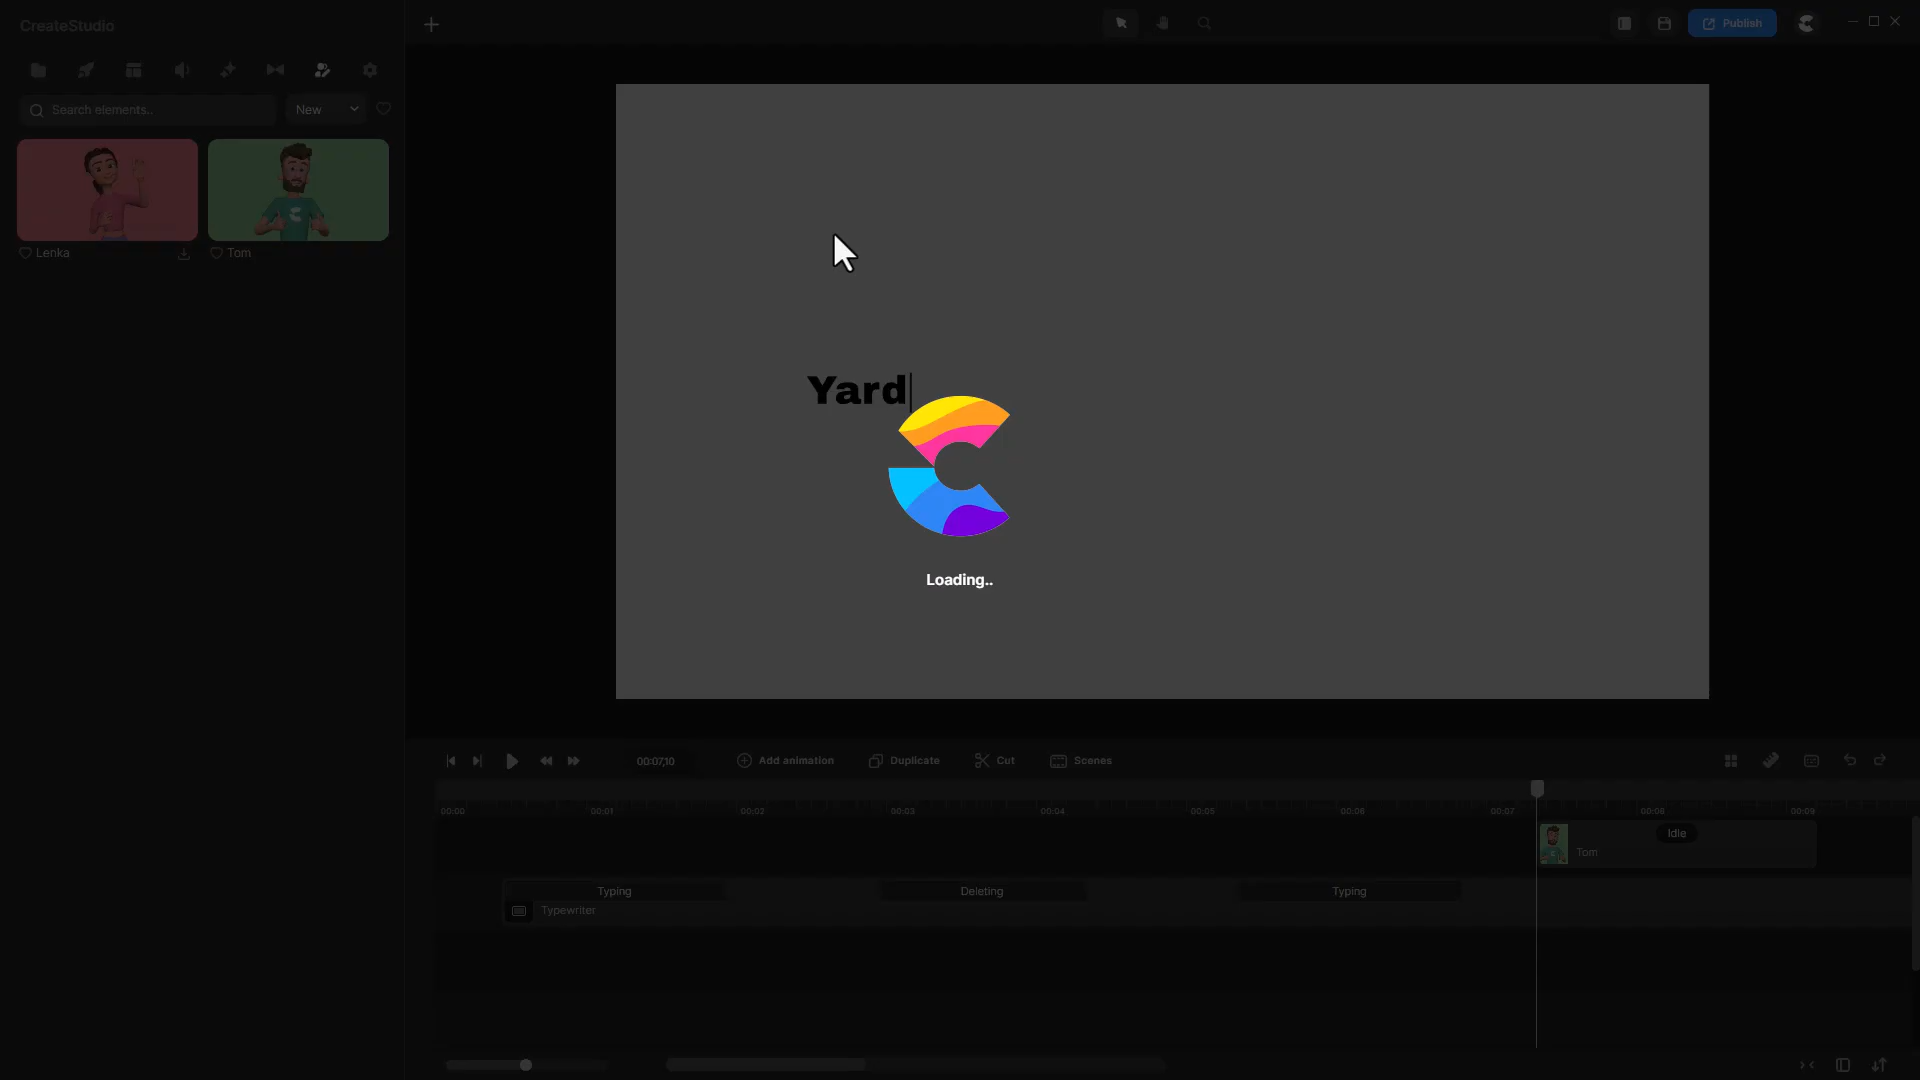 CreateStudio
Publish
Search elements..
New
Lenka
Tom
Yard
Loading..
00:07,10
Add animation
Duplicate
Cut
Scenes
00:00
00:01
00:02
00:03
00:04
00:05
00:06
00:07
00:08
00:09
Idle
Tom
Typing
Deleting
Typing
Typewriter